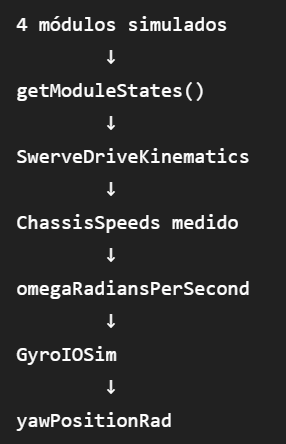 4 módulos simulados
↓
getModuleStates()
↓
SwerveDriveKinematics
↓
ChassisSpeeds medido
↓
omegaRadiansPerSecond
↓
GyroIOSim
↓
yawPositionRad